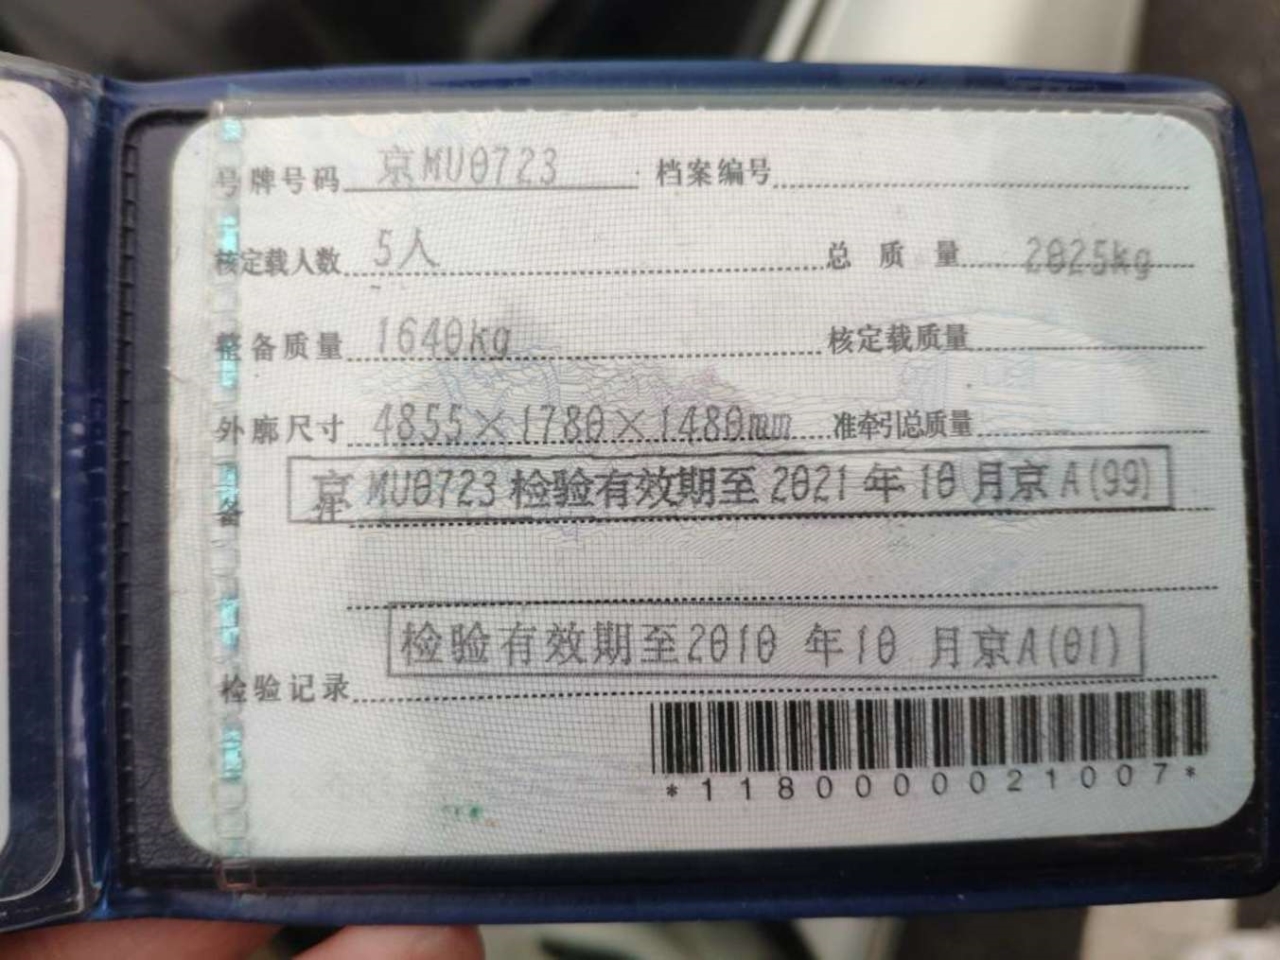 号牌号码 京MU0723 档案编号
核定载人数 5人 总质量 2025kg
整备质量 1640kg 核定载质量
外廓尺寸 4855×1780×1480mm 准牵引总质量
备注
京MU0723检验有效期至2021年10月京A(99)
检验有效期至2010年10月京A(01)
检验记录
*1180000021007*